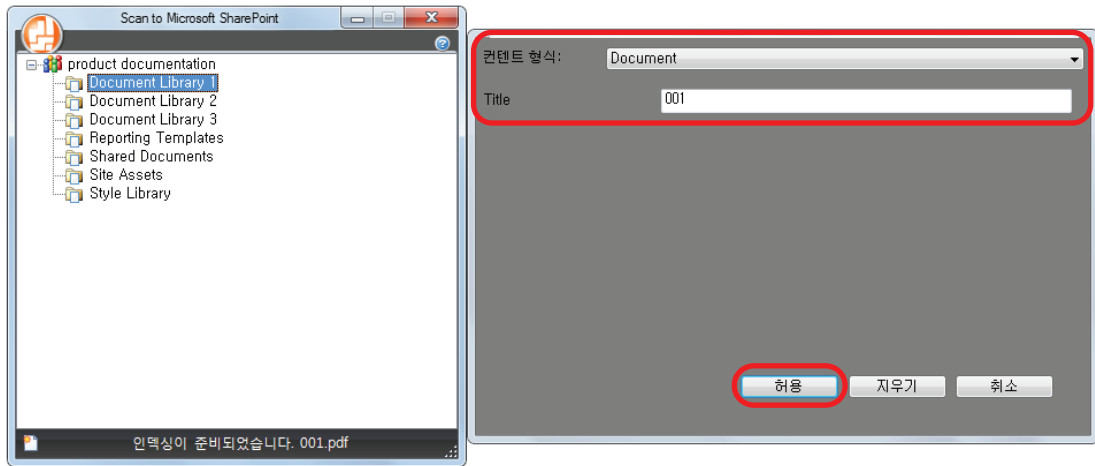 Scan to Microsoft SharePoint
product documentation
Document Library 1
Document Library 2
Document Library 3
Reporting Templates
Shared Documents
Site Assets
Style Library
인덱싱이 준비되었습니다. 001.pdf
컨텐트 형식: Document
Title 001
허용 지우기 취소